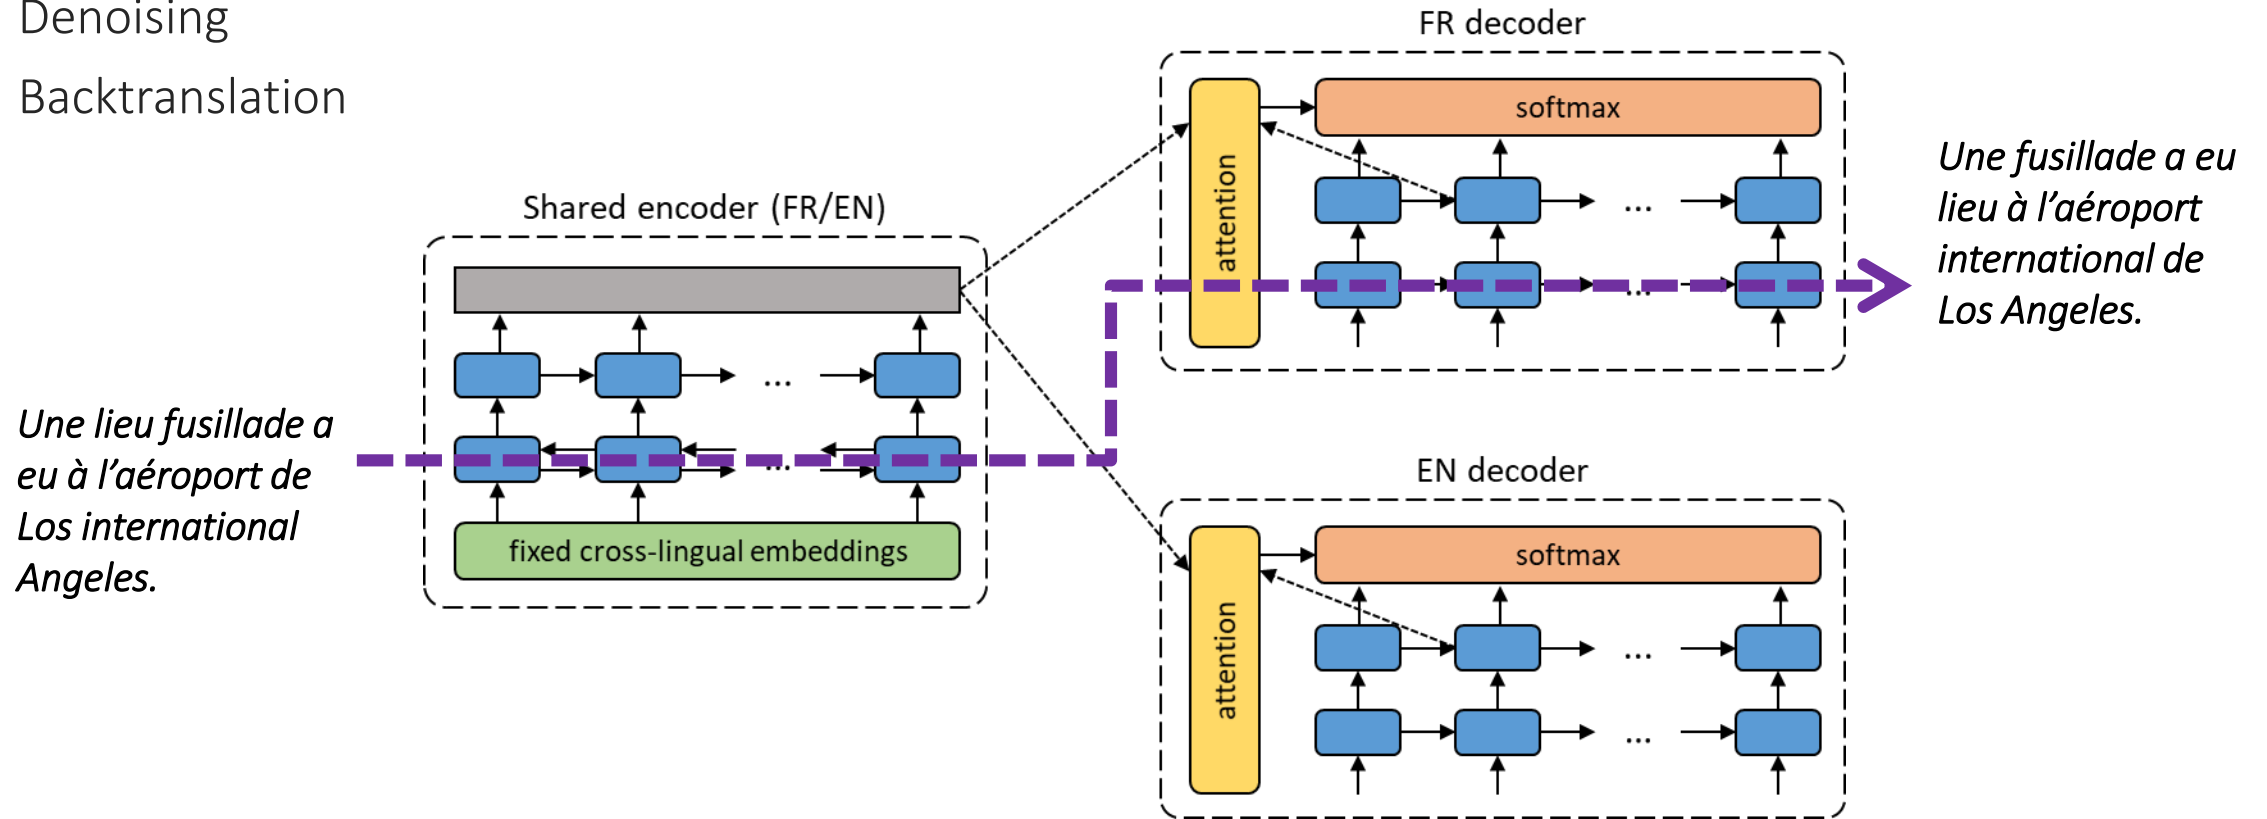 Denoising
Backtranslation
FR decoder
softmax
attention
Une fusillade a eu
lieu à l’aéroport
international de
Los Angeles.
...
...
Shared encoder (FR/EN)
...
...
fixed cross-lingual embeddings
Une lieu fusillade a
eu à l’aéroport de
Los international
Angeles.
EN decoder
softmax
attention
...
...